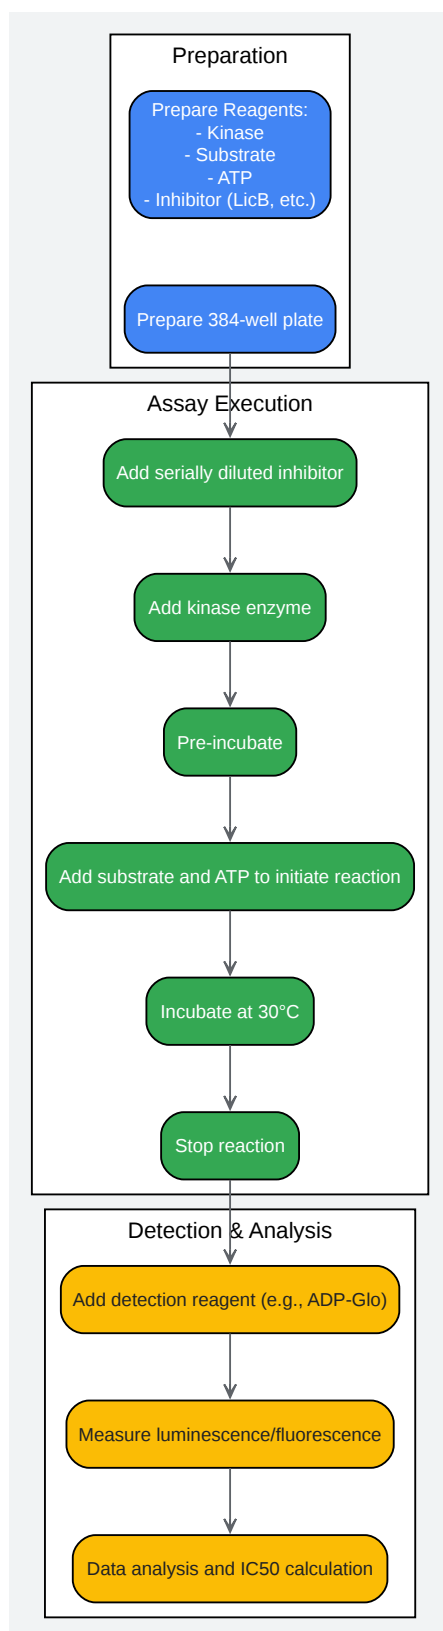 Preparation
Prepare Reagents:
- Kinase
- Substrate
- ATP
- Inhibitor (LicB, etc.)
Prepare 384-well plate
Assay Execution
Add serially diluted inhibitor
Add kinase enzyme
Pre-incubate
Add substrate and ATP to initiate reaction
Incubate at 30°C
Stop reaction
Detection & Analysis
Add detection reagent (e.g., ADP-Glo)
Measure luminescence/fluorescence
Data analysis and IC50 calculation